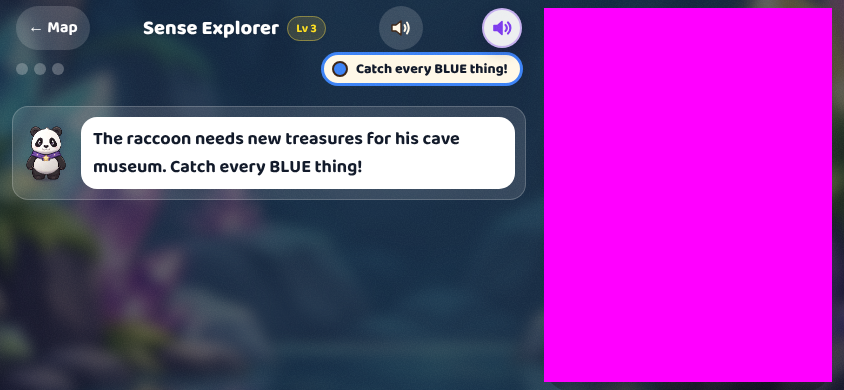 ← Map
Sense Explorer
Lv 3
Catch every BLUE thing!
The raccoon needs new treasures for his cave
museum. Catch every BLUE thing!